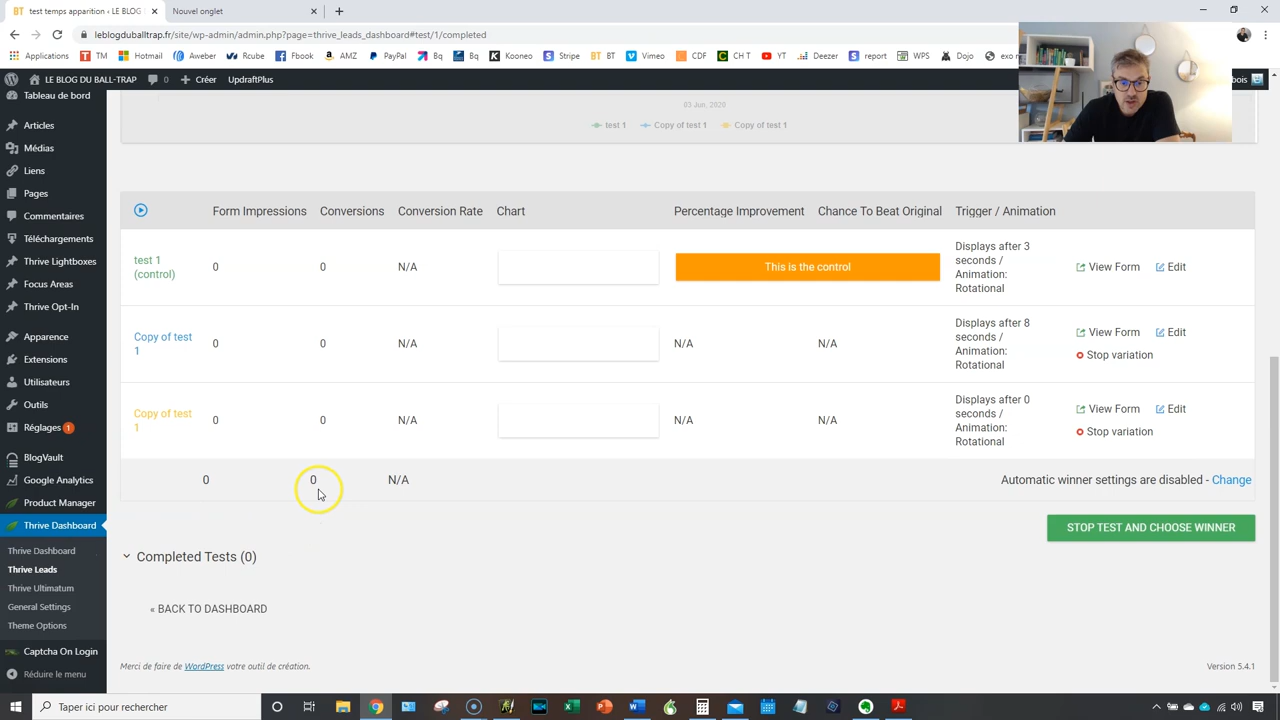 BT test temps apparition ‹ LE BLOG D ×
Nouvel onglet ×
leblogduballtrap.fr/site/wp-admin/admin.php?page=thrive_leads_dashboard#test/1/completed
Applications TM Hotmail Aweber Rcur Ebook AMZ PayPal Bq Kooneo Stripe BT Vimeo CDF CH T YT Deezer report WPS Dojo exo r
LE BLOG DU BALL-TRAP 0 Créer UpdraftPlus bois
Tableau de bord
Articles
Médias
Liens
Pages
Commentaires
Téléchargements
Thrive Lightboxes
Focus Areas
Thrive Opt-In
Apparence
Extensions
Utilisateurs
Outils
Réglages 1
BlogVault
Google Analytics
Product Manager
Thrive Dashboard
Thrive Dashboard
Thrive Leads
Thrive Ultimatum
General Settings
Theme Options
Captcha On Login
Réduire le menu
03 Jun, 2020
test 1 Copy of test 1 Copy of test 1
Form Impressions Conversions Conversion Rate Chart Percentage Improvement Chance To Beat Original Trigger / Animation
test 1
(control)
0 0 N/A This is the control
Displays after 3
seconds /
Animation:
Rotational
View Form Edit
Copy of test
1
0 0 N/A N/A N/A
Displays after 8
seconds /
Animation:
Rotational
View Form Edit
Stop variation
Copy of test
1
0 0 N/A N/A N/A
Displays after 0
seconds /
Animation:
Rotational
View Form Edit
Stop variation
0 0 N/A Automatic winner settings are disabled - Change
STOP TEST AND CHOOSE WINNER
Completed Tests (0)
« BACK TO DASHBOARD
Merci de faire de WordPress votre outil de création. Version 5.4.1
Taper ici pour rechercher